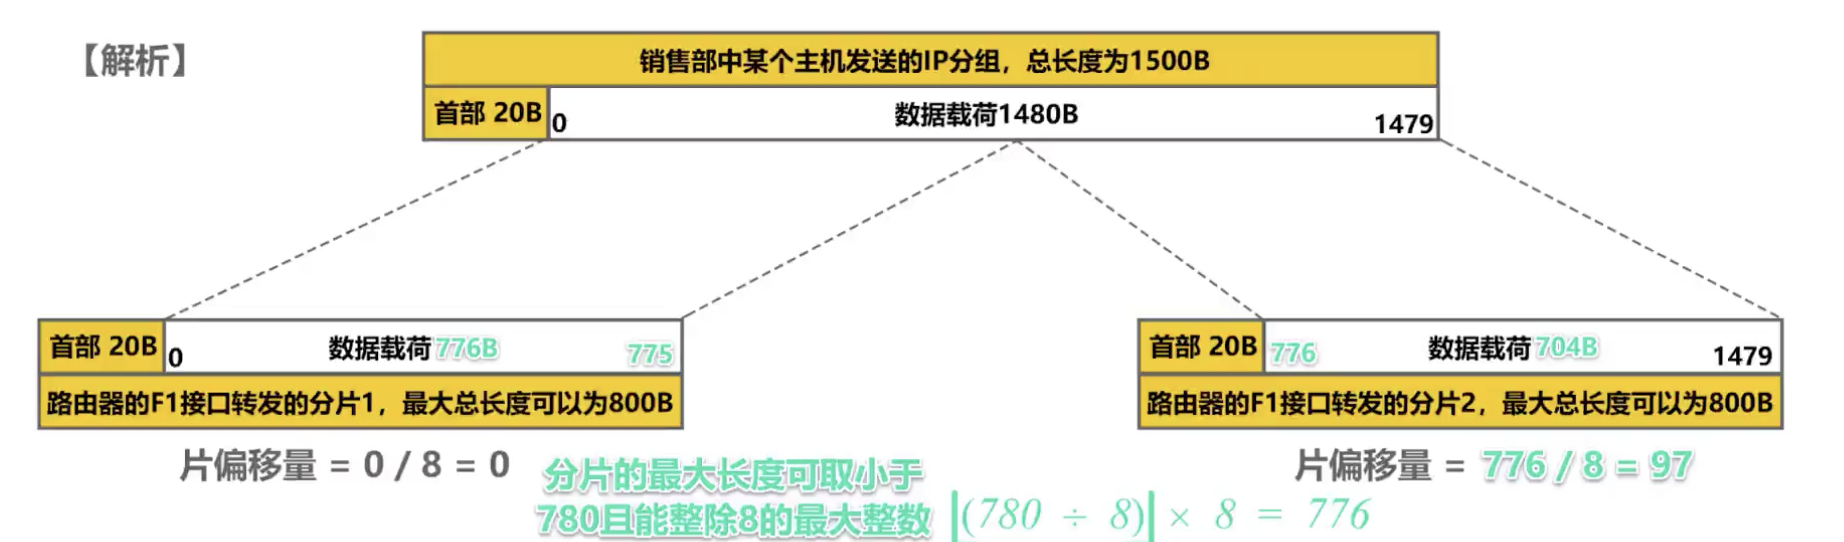 【解析】
销售部中某个主机发送的IP分组，总长度为1500B
首部 20B 0 数据载荷1480B 1479
首部 20B 0 数据载荷776B 775
路由器的F1接口转发的分片1，最大总长度可以为800B
片偏移量 = 0 / 8 = 0
首部 20B 776 数据载荷704B 1479
路由器的F1接口转发的分片2，最大总长度可以为800B
片偏移量 = 776 / 8 = 97
分片的最大长度可取小于
780且能整除8的最大整数 ⌊(780 ÷ 8)⌋ × 8 = 776